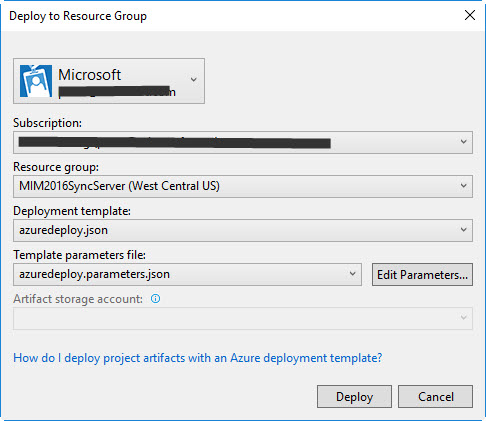 Deploy to Resource Group
Microsoft
Subscription:
Resource group:
MIM2016SyncServer (West Central US)
Deployment template:
azuredeploy.json
Template parameters file:
azuredeploy.parameters.json
Edit Parameters...
Artifact storage account:
How do I deploy project artifacts with an Azure deployment template?
Deploy
Cancel